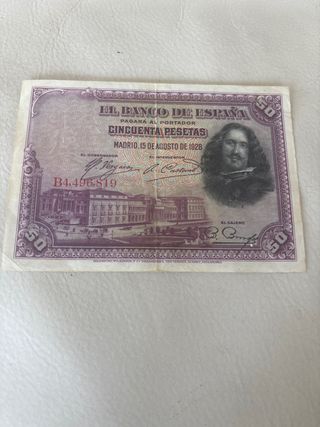 EL BANCO DE ESPAÑA
PAGARÁ AL PORTADOR
CINCUENTA PESETAS
MADRID, 15 DE AGOSTO DE 1928
EL GOBERNADOR EL INTERVENTOR
B4,496,819
EL CAJERO
50
50
50